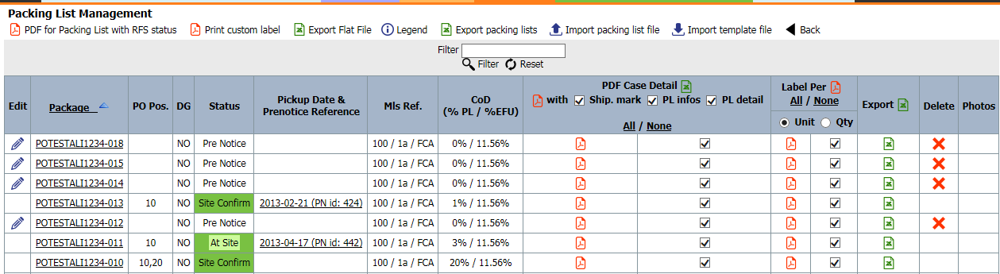 Packing List Management
PDF for Packing List with RFS status Print custom label Export Flat File Legend Export packing lists Import packing list file Import template file Back
Filter
Filter Reset
Edit Package PO Pos. DG Status Pickup Date & Prenotice Reference Mls Ref. CoD (% PL / %EFU) PDF Case Detail with Ship. mark PL infos PL detail All / None Label Per All / None Unit Qty Export Delete Photos
POTESTALI1234-018 NO Pre Notice 100 / 1a / FCA 0% / 11.56%
POTESTALI1234-015 NO Pre Notice 100 / 1a / FCA 0% / 11.56%
POTESTALI1234-014 NO Pre Notice 100 / 1a / FCA 0% / 11.56%
POTESTALI1234-013 10 NO Site Confirm 2013-02-21 (PN id: 424) 100 / 1a / FCA 1% / 11.56%
POTESTALI1234-012 NO Pre Notice 100 / 1a / FCA 0% / 11.56%
POTESTALI1234-011 10 NO At Site 2013-04-17 (PN id: 442) 100 / 1a / FCA 3% / 11.56%
POTESTALI1234-010 10,20 NO Site Confirm 100 / 1a / FCA 20% / 11.56%